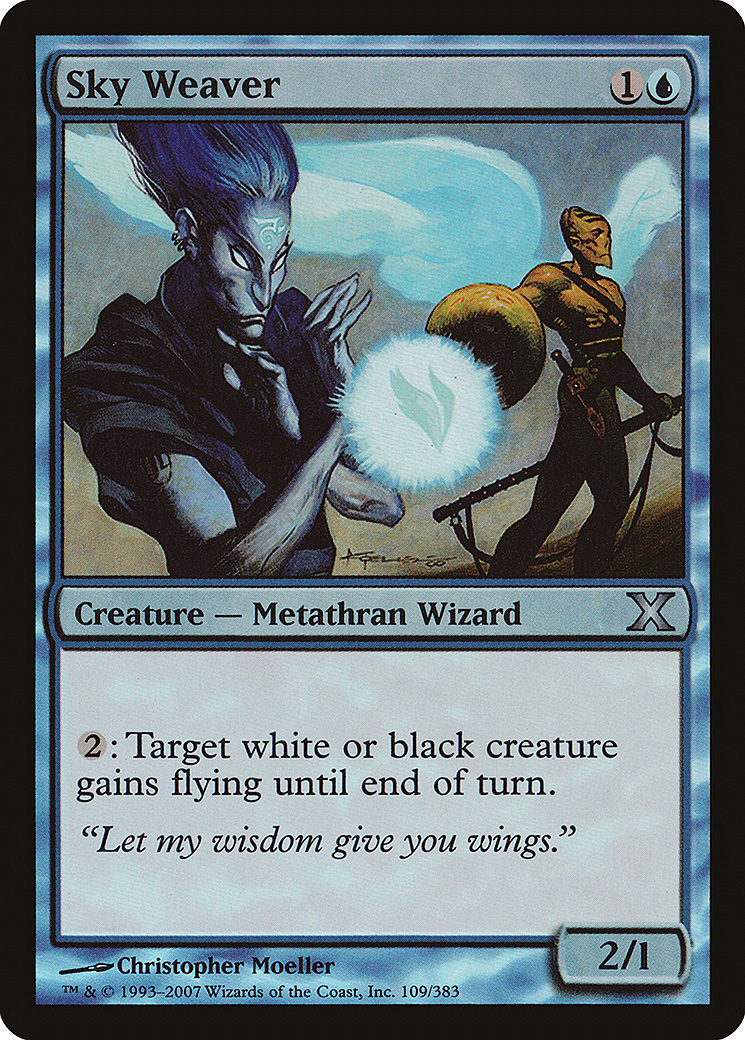 Sky Weaver 1
Creature — Metathran Wizard X
2: Target white or black creature
gains flying until end of turn.
“Let my wisdom give you wings.”
2/1
Christopher Moeller
™ & © 1993–2007 Wizards of the Coast, Inc. 109/383